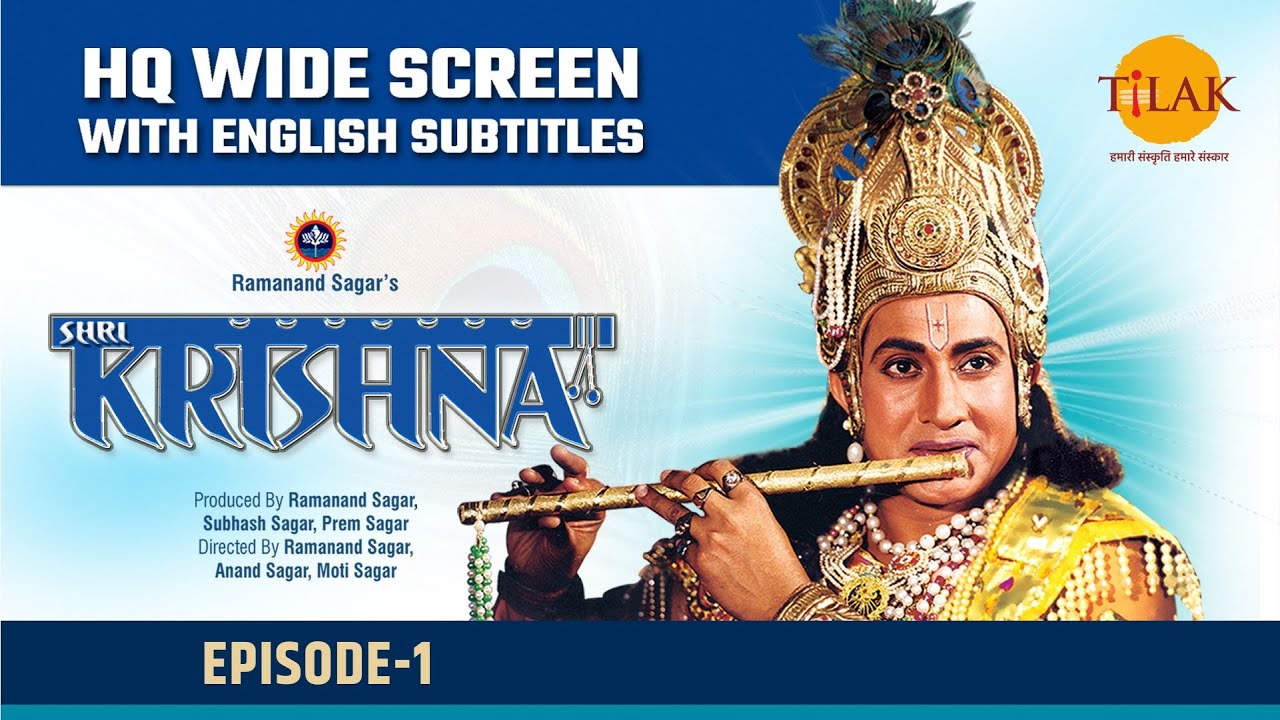 HQ WIDE SCREEN
WITH ENGLISH SUBTITLES
TiLAK
हमारी संस्कृति हमारे संस्कार
Ramanand Sagar's
SHRI
KRISHNA
Produced By Ramanand Sagar,
Subhash Sagar, Prem Sagar
Directed By Ramanand Sagar,
Anand Sagar, Moti Sagar
EPISODE-1